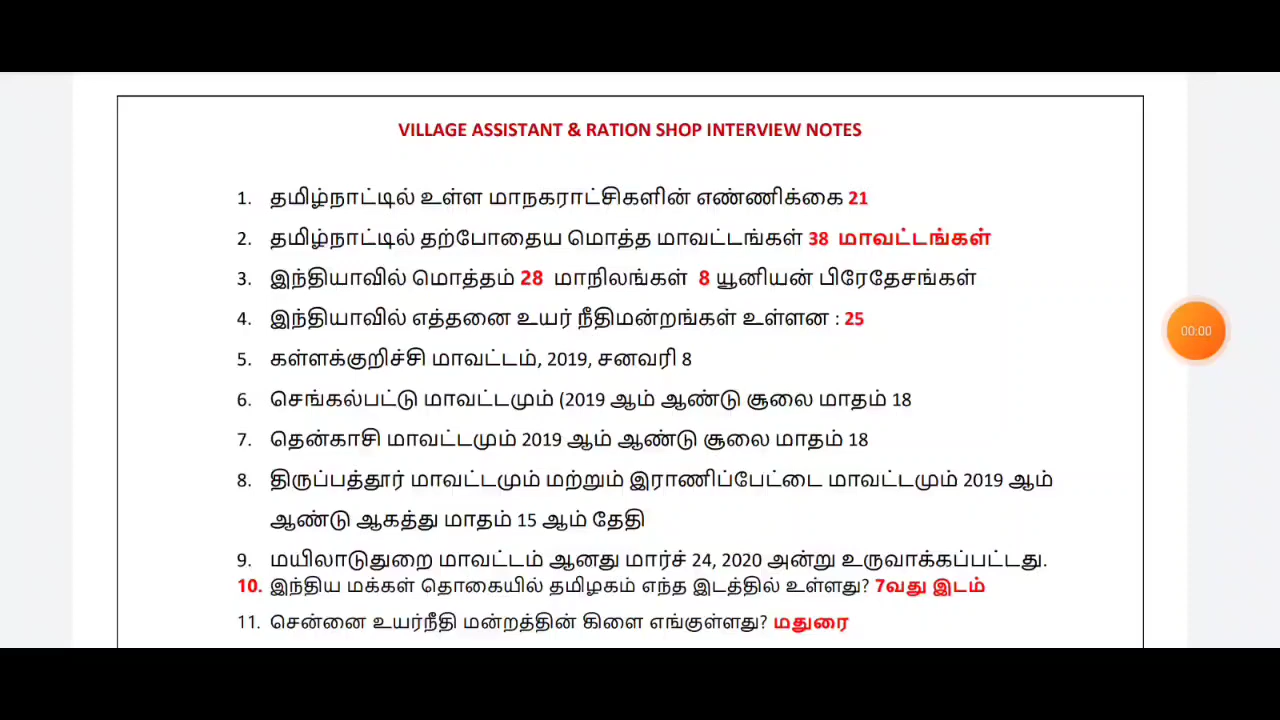 VILLAGE ASSISTANT & RATION SHOP INTERVIEW NOTES
1. தமிழ்நாட்டில் உள்ள மாநகராட்சிகளின் எண்ணிக்கை 21
2. தமிழ்நாட்டில் தற்போதைய மொத்த மாவட்டங்கள் 38 மாவட்டங்கள்
3. இந்தியாவில் மொத்தம் 28 மாநிலங்கள் 8 யூனியன் பிரேதேசங்கள்
4. இந்தியாவில் எத்தனை உயர் நீதிமன்றங்கள் உள்ளன : 25
5. கள்ளக்குறிச்சி மாவட்டம், 2019, சனவரி 8
6. செங்கல்பட்டு மாவட்டமும் (2019 ஆம் ஆண்டு சூலை மாதம் 18
7. தென்காசி மாவட்டமும் 2019 ஆம் ஆண்டு சூலை மாதம் 18
8. திருப்பத்தூர் மாவட்டமும் மற்றும் இராணிப்பேட்டை மாவட்டமும் 2019 ஆம்
ஆண்டு ஆகத்து மாதம் 15 ஆம் தேதி
9. மயிலாடுதுறை மாவட்டம் ஆனது மார்ச் 24, 2020 அன்று உருவாக்கப்பட்டது.
10. இந்திய மக்கள் தொகையில் தமிழகம் எந்த இடத்தில் உள்ளது? 7வது இடம்
11. சென்னை உயர்நீதி மன்றத்தின் கிளை எங்குள்ளது? மதுரை
00:00